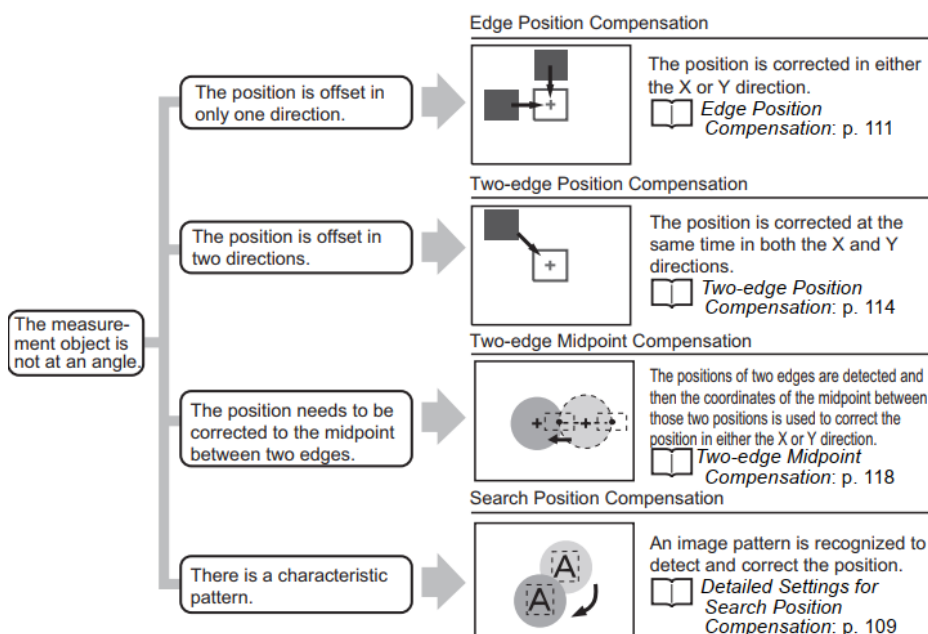 Edge Position Compensation
The position is offset in
only one direction.
The position is corrected in either
the X or Y direction.
Edge Position
Compensation: p. 111
Two-edge Position Compensation
The position is offset in
two directions.
The position is corrected at the
same time in both the X and Y
directions.
Two-edge Position
Compensation: p. 114
The measure-
ment object is
not at an angle.
Two-edge Midpoint Compensation
The position needs to be
corrected to the midpoint
between two edges.
The positions of two edges are detected and
then the coordinates of the midpoint between
those two positions is used to correct the
position in either the X or Y direction.
Two-edge Midpoint
Compensation: p. 118
Search Position Compensation
There is a characteristic
pattern.
A
A
An image pattern is recognized to
detect and correct the position.
Detailed Settings for
Search Position
Compensation: p. 109